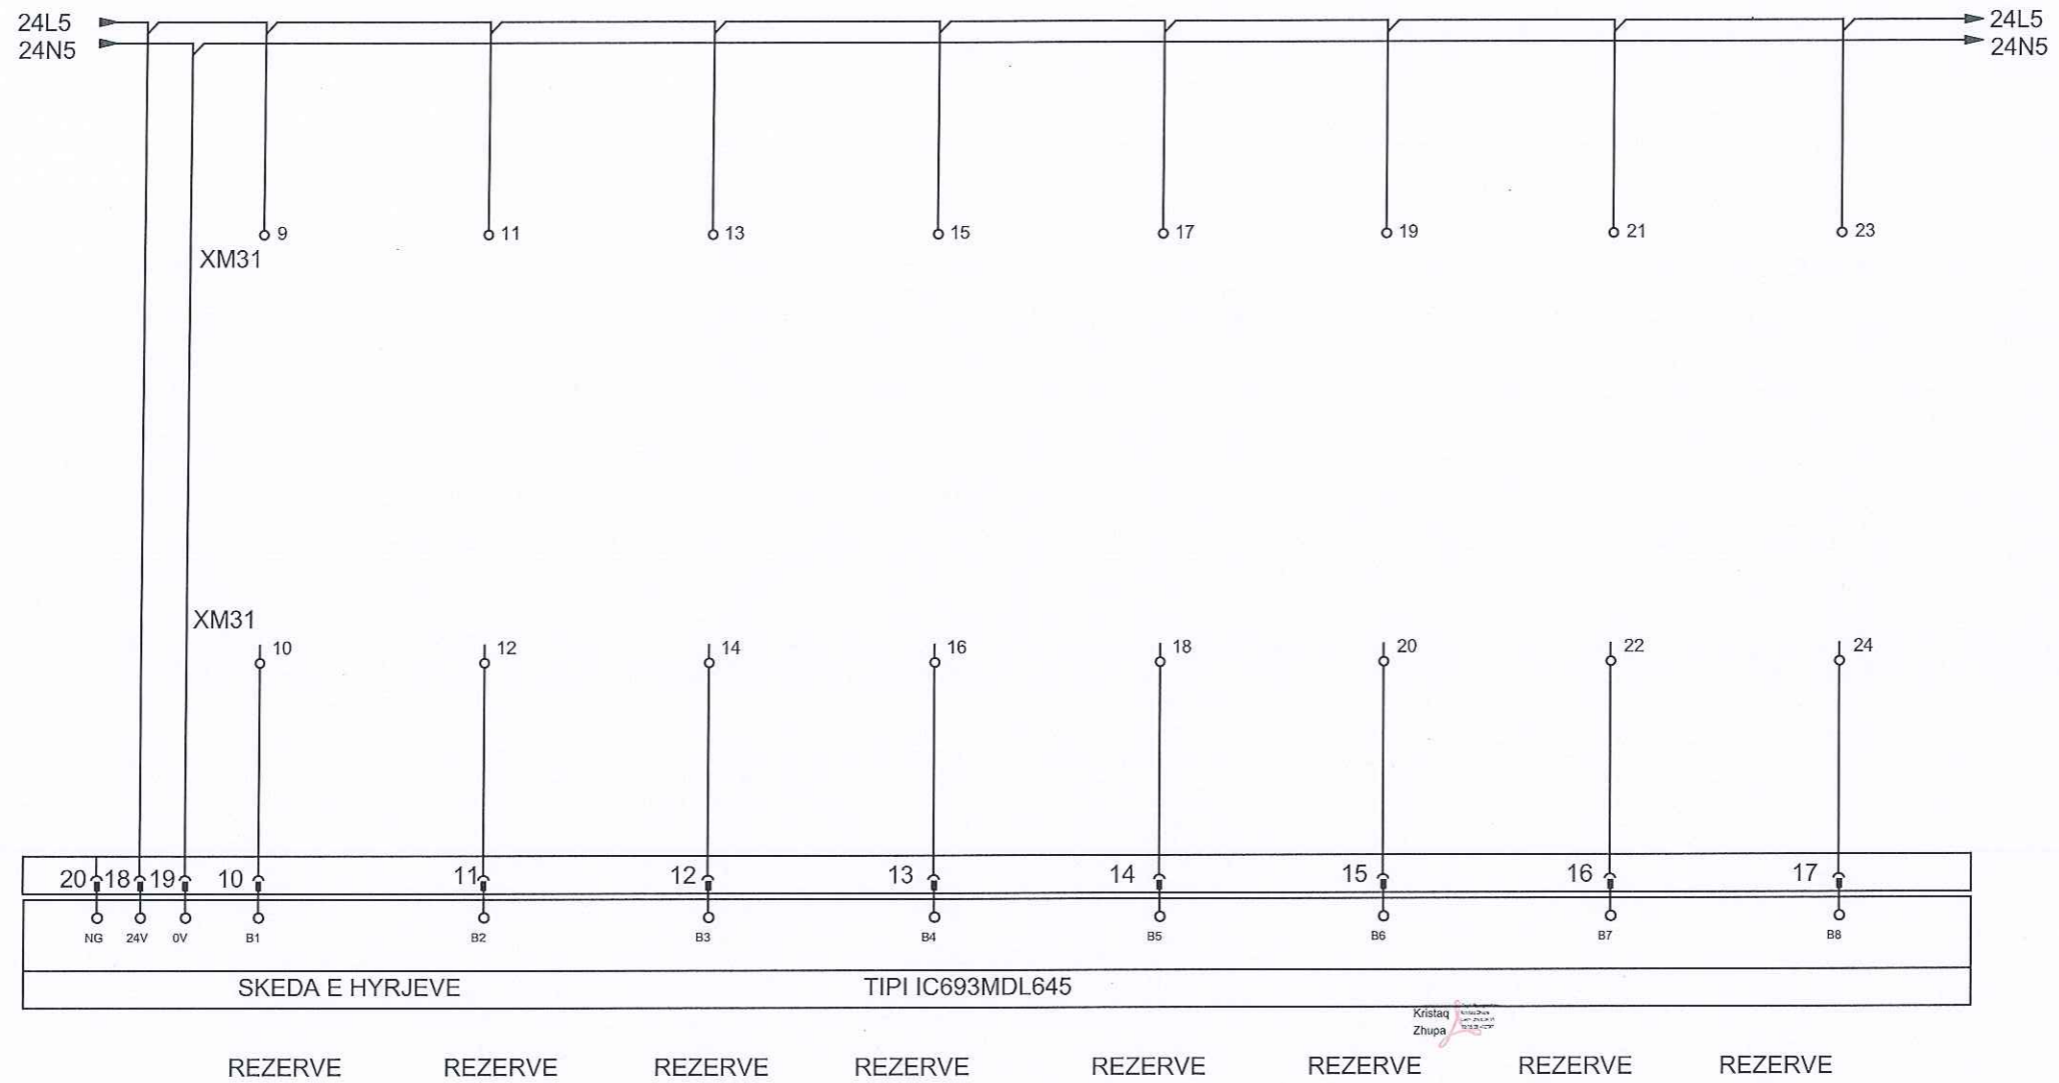 24L5 24L5
24N5 24N5
9 11 13 15 17 19 21 23
XM31
XM31
10 12 14 16 18 20 22 24
20 18 19 10 11 12 13 14 15 16 17
NG 24V 0V B1 B2 B3 B4 B5 B6 B7 B8
SKEDA E HYRJEVE TIPI IC693MDL645
Kristaq
Zhupa
REZERVE REZERVE REZERVE REZERVE REZERVE REZERVE REZERVE REZERVE